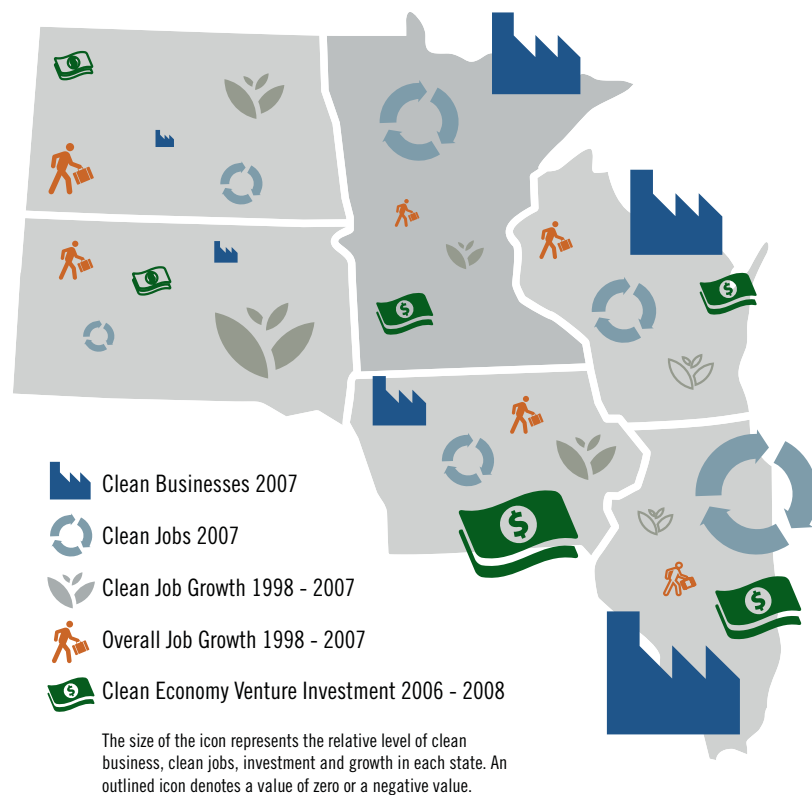 Clean Businesses 2007
Clean Jobs 2007
Clean Job Growth 1998 - 2007
Overall Job Growth 1998 - 2007
Clean Economy Venture Investment 2006 - 2008
The size of the icon represents the relative level of clean
business, clean jobs, investment and growth in each state. An
outlined icon denotes a value of zero or a negative value.